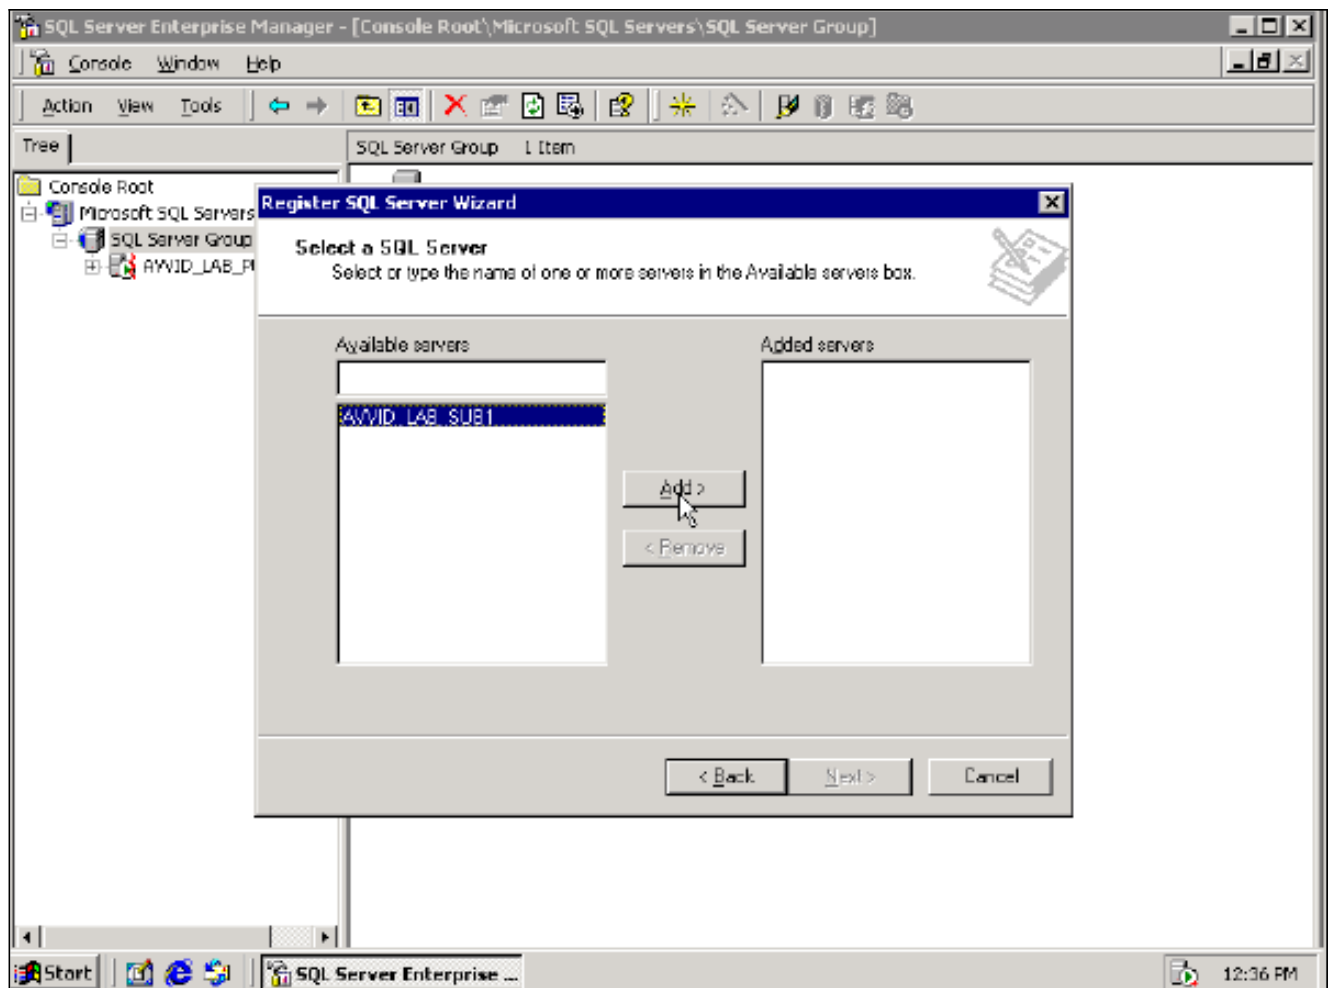 SQL Server Enterprise Manager - [Console Root\Microsoft SQL Servers\SQL Server Group]
Console Window Help
Action View Tools
Tree
SQL Server Group 1 Item
Console Root
Microsoft SQL Servers
SQL Server Group
AVVID_LAB_P
Register SQL Server Wizard
Select a SQL Server
Select or type the name of one or more servers in the Available servers box.
Available servers
Added servers
AVVID_LAB_SUB1
Add >
< Remove
< Back
Next >
Cancel
Start
SQL Server Enterprise ...
12:36 PM